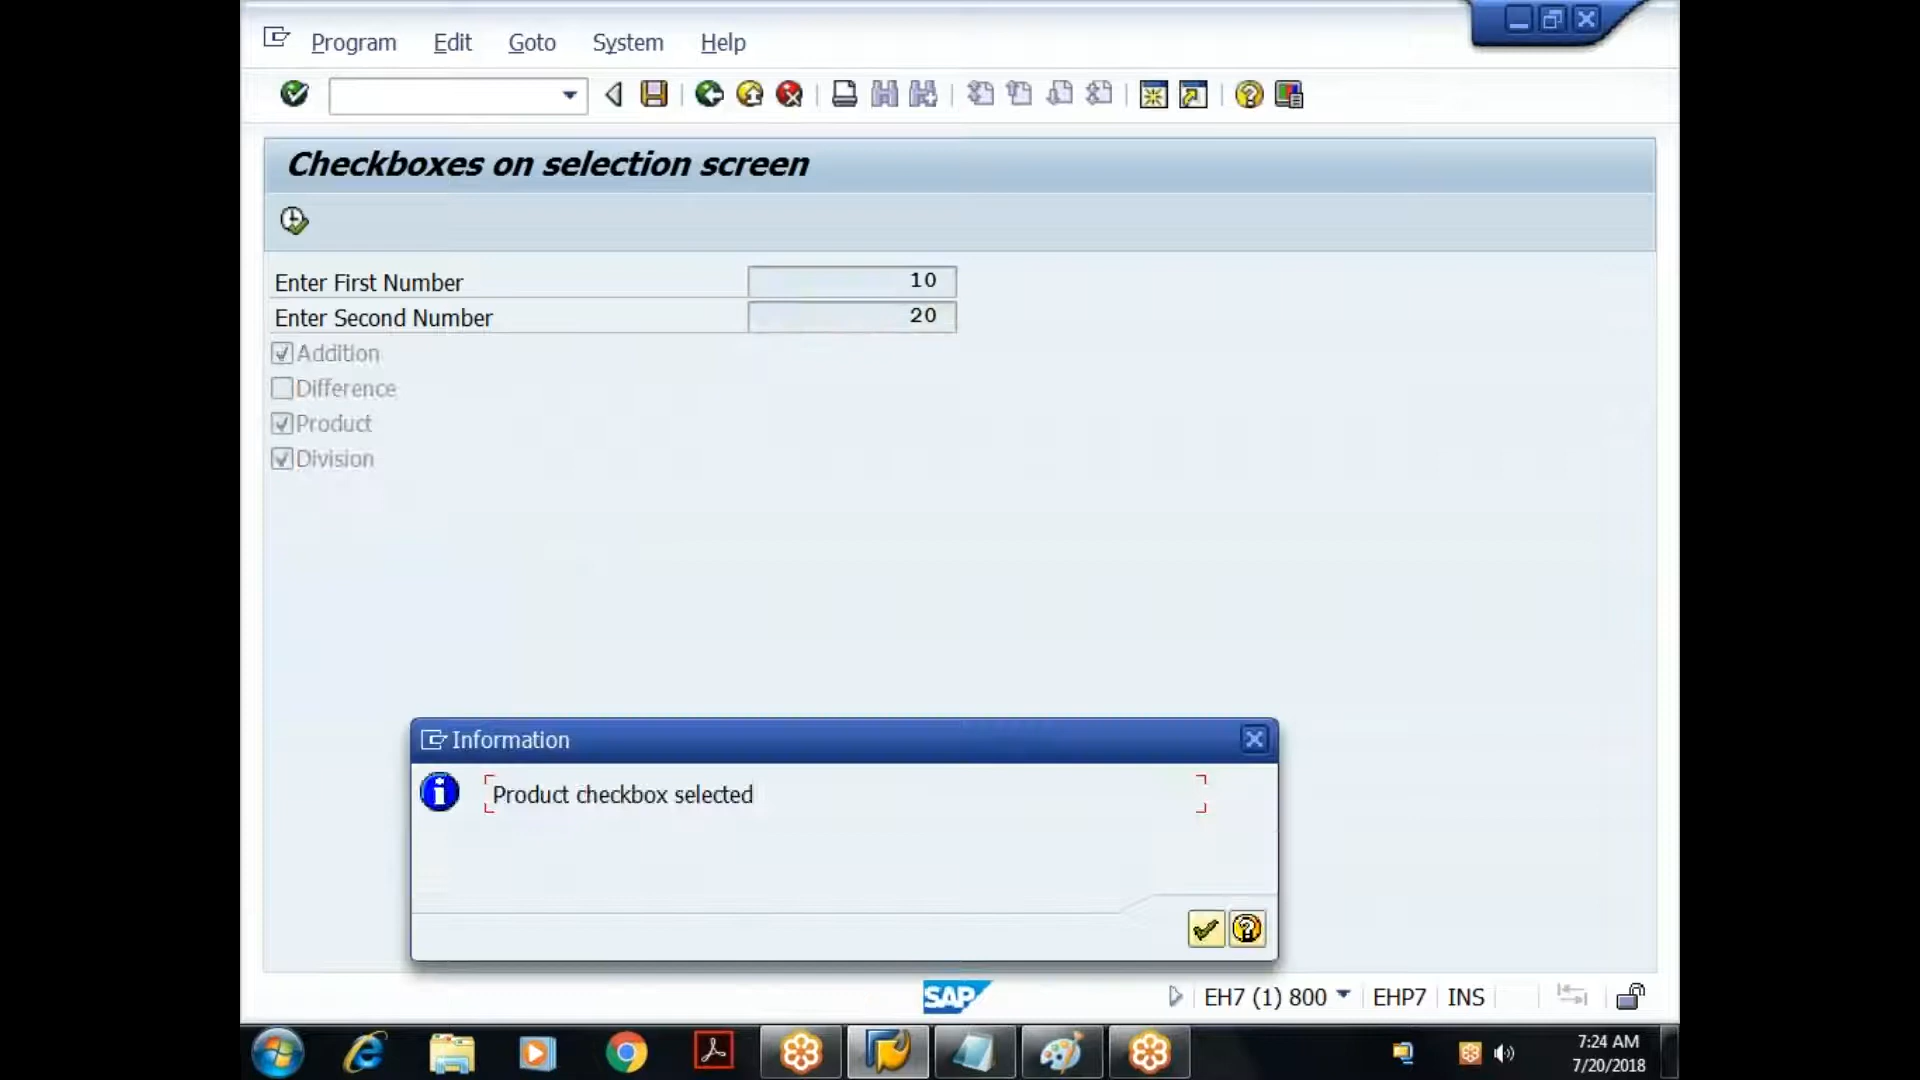 Program Edit Goto System Help
Checkboxes on selection screen
Enter First Number 10
Enter Second Number 20
Addition
Difference
Product
Division
Information
Product checkbox selected
SAP EH7 (1) 800 EHP7 INS
7:24 AM
7/20/2018